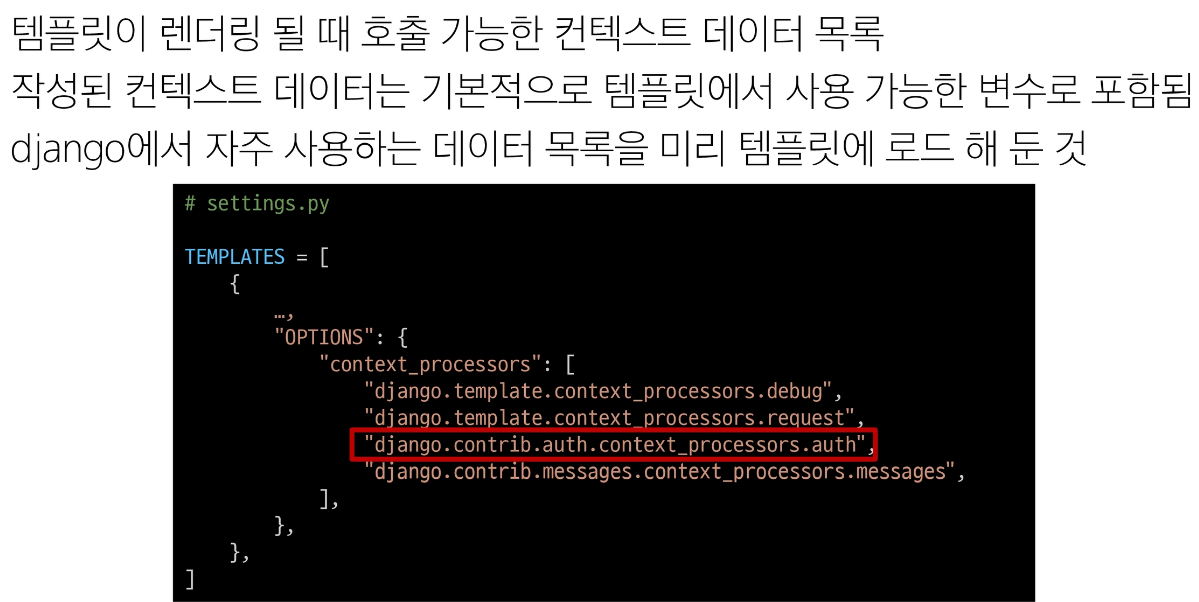 템플릿이 렌더링 될 때 호출 가능한 컨텍스트 데이터 목록
작성된 컨텍스트 데이터는 기본적으로 템플릿에서 사용 가능한 변수로 포함됨
django에서 자주 사용하는 데이터 목록을 미리 템플릿에 로드 해 둔 것
# settings.py
TEMPLATES = [
{
…,
"OPTIONS": {
"context_processors": [
"django.template.context_processors.debug",
"django.template.context_processors.request",
"django.contrib.auth.context_processors.auth",
"django.contrib.messages.context_processors.messages",
],
},
},
]